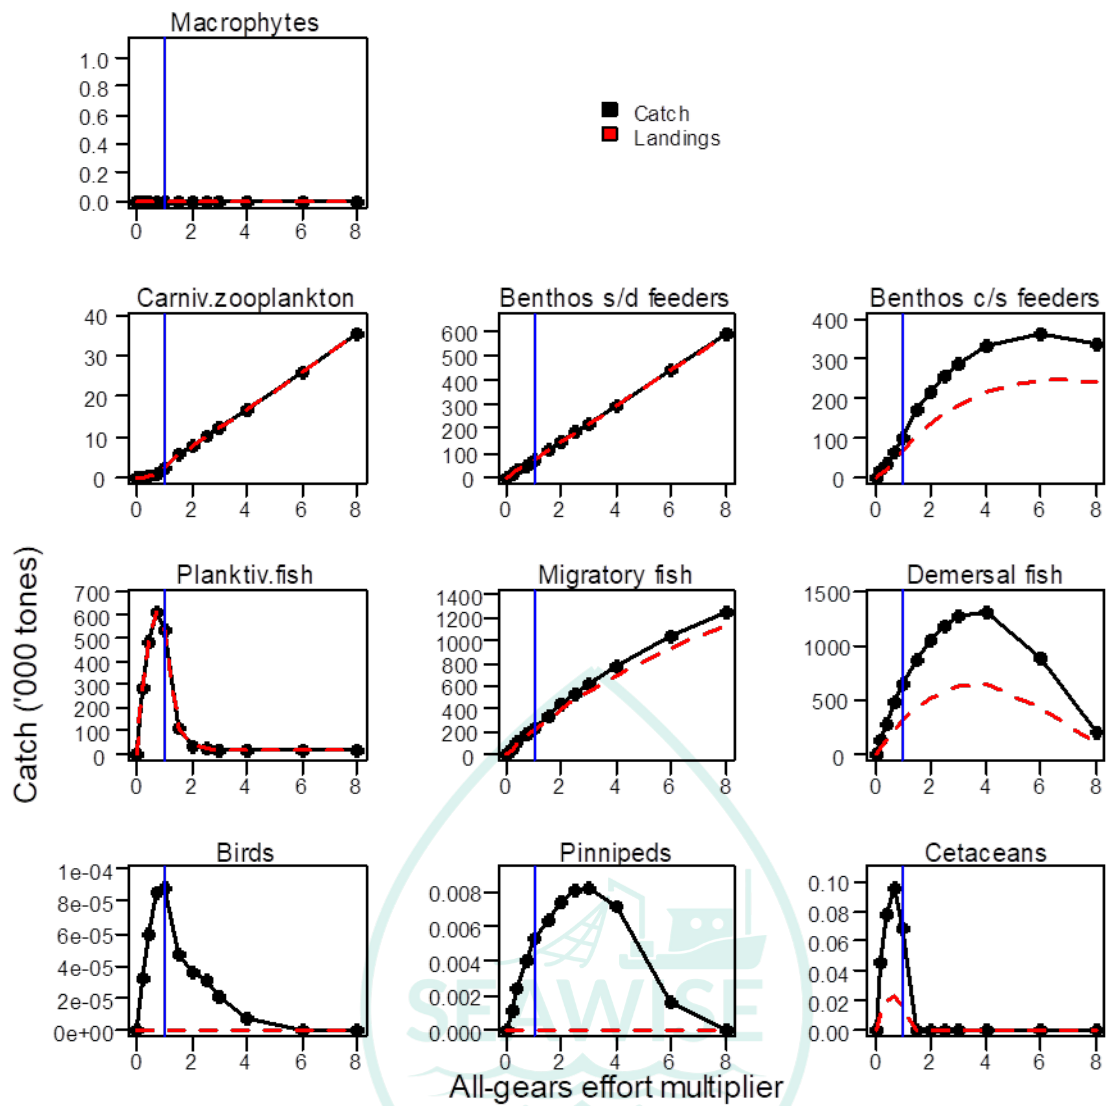 Macrophytes
1.0
0.8
0.6
0.4
0.2
0.0
0 2 4 6 8
Catch
Landings
Carniv.zooplankton
40
30
20
10
0
0 2 4 6 8
Benthos s/d feeders
600
500
400
300
200
100
0
0 2 4 6 8
Benthos c/s feeders
400
300
200
100
0
0 2 4 6 8
Catch ('000 tones)
Planktiv.fish
700
600
500
400
300
200
100
0
0 2 4 6 8
Migratory fish
1400
1200
1000
800
600
400
200
0
0 2 4 6 8
Demersal fish
1500
1000
500
0
0 2 4 6 8
Birds
1e-04
8e-05
6e-05
4e-05
2e-05
0e+00
0 2 4 6 8
Pinnipeds
0.008
0.006
0.004
0.002
0.000
0 2 4 6 8
Cetaceans
0.10
0.08
0.06
0.04
0.02
0.00
0 2 4 6 8
SEAWISE
All-gears effort multiplier